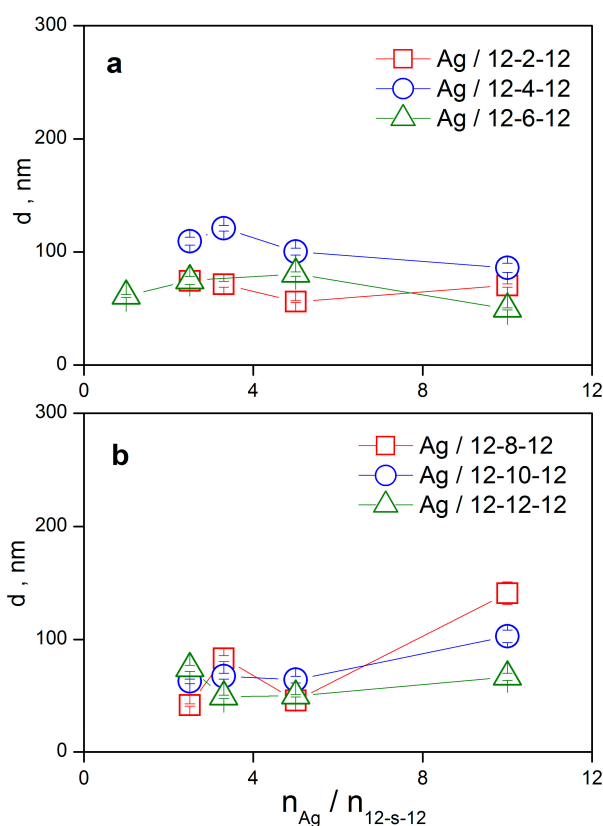 300
a
Ag / 12-2-12
Ag / 12-4-12
Ag / 12-6-12
200
d , nm
100
0
0 4 8 12
300
b
Ag / 12-8-12
Ag / 12-10-12
Ag / 12-12-12
200
d , nm
100
0
0 4 8 12
nAg / n12-s-12